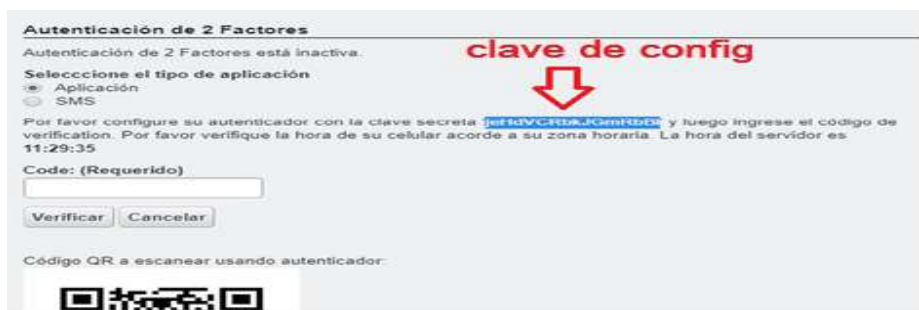 Autenticación de 2 Factores
Autenticación de 2 Factores está inactiva.
clave de config
Selecccione el tipo de aplicación
Aplicación
SMS
Por favor configure su autenticador con la clave secreta y luego ingrese el código de
verification. Por favor verifique la hora de su celular acorde a su zona horaria. La hora del servidor es
11:29:35
Code: (Requerido)
Verificar Cancelar
Código QR a escanear usando autenticador: